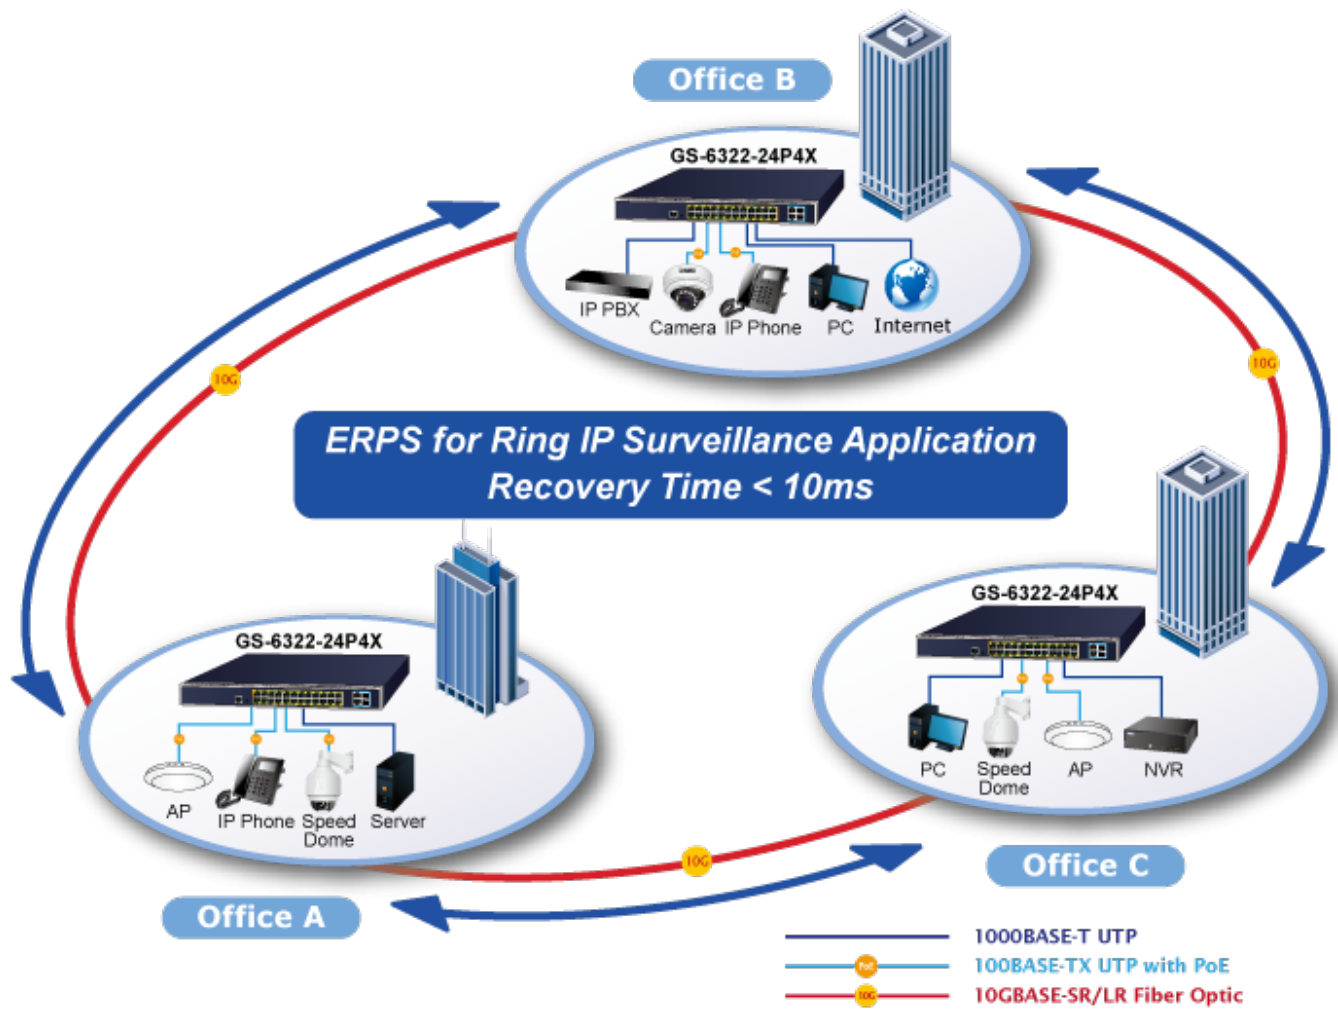 Office B
GS-6322-24P4X
IP PBX
Camera
IP Phone
PC
Internet
10G
10G
ERPS for Ring IP Surveillance Application
Recovery Time < 10ms
GS-6322-24P4X
AP
IP Phone
Speed
Dome
Server
Office A
GS-6322-24P4X
PC
Speed
Dome
AP
NVR
Office C
10G
1000BASE-T UTP
PoE
100BASE-TX UTP with PoE
10G
10GBASE-SR/LR Fiber Optic